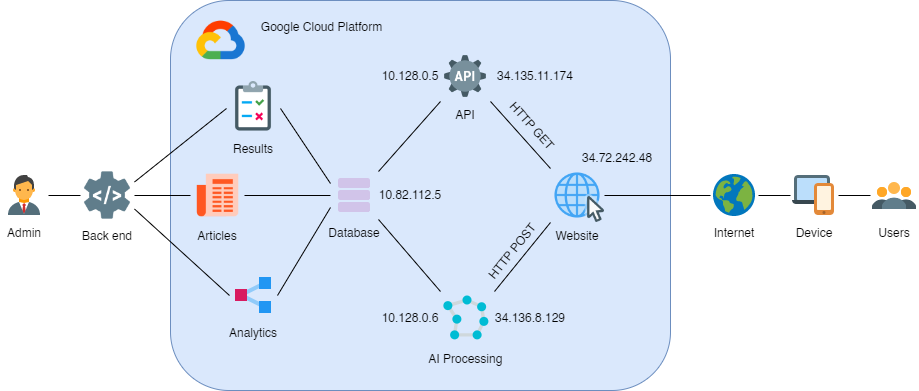 Google Cloud Platform
10.128.0.5
API
34.135.11.174
API
HTTP GET
Results
34.72.242.48
10.82.112.5
Admin
Back end
Articles
Database
Website
Internet
Device
Users
HTTP POST
10.128.0.6
34.136.8.129
Analytics
AI Processing